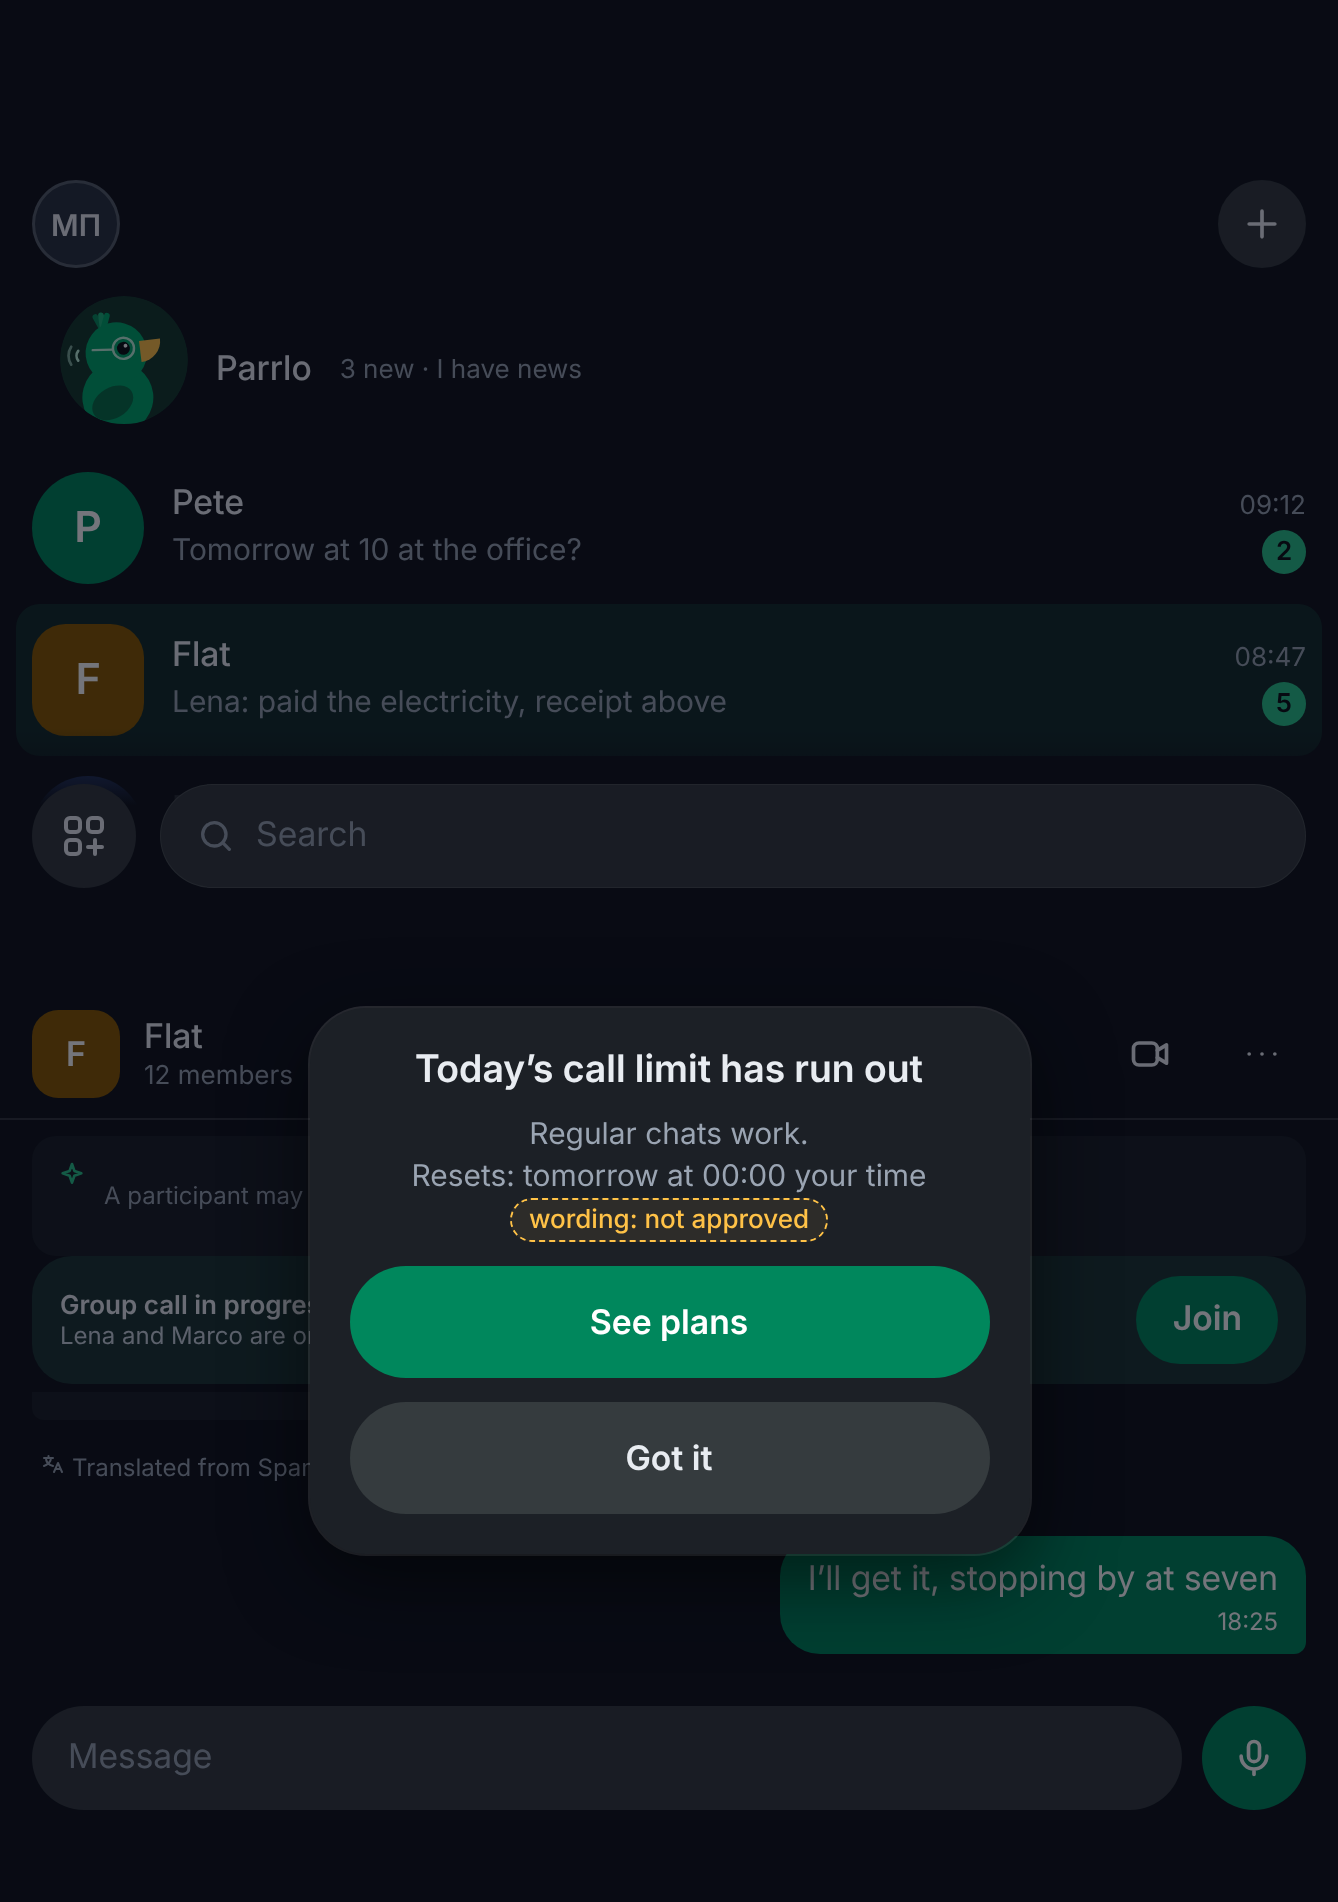 МП
Parrlo 3 new · I have news
P
Pete
09:12
Tomorrow at 10 at the office?
2
F
Flat
08:47
Lena: paid the electricity, receipt above
5
Search
F
Flat
12 members
Today’s call limit has run out
Regular chats work.
Resets: tomorrow at 00:00 your time
wording: not approved
A participant may
Group call in progres
Lena and Marco are
Join
See plans
Got it
Translated from Spa
I’ll get it, stopping by at seven
18:25
Message